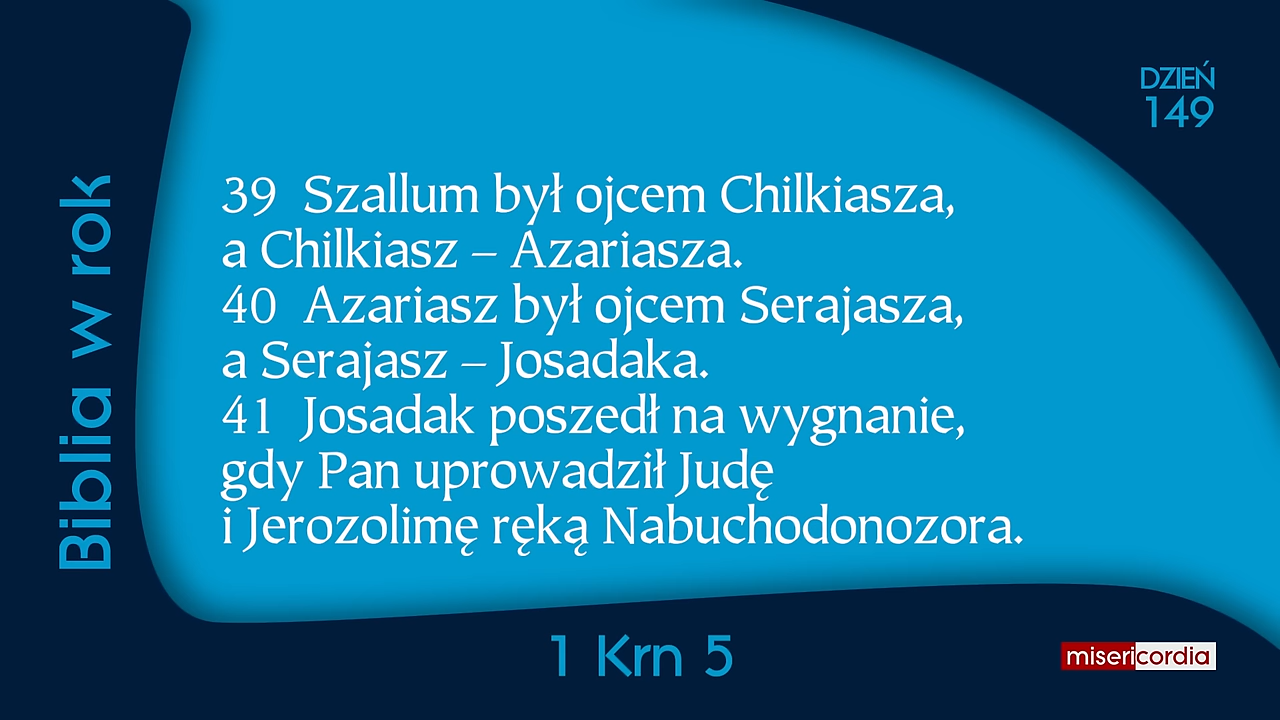 DZIEŃ
149
Biblia w rok
39 Szallum był ojcem Chilkiasza,
a Chilkiasz – Azariasza.
40 Azariasz był ojcem Serajasza,
a Serajasz – Josadaka.
41 Josadak poszedł na wygnanie,
gdy Pan uprowadził Judę
i Jerozolimę ręką Nabuchodonozora.
1 Krn 5
misericordia